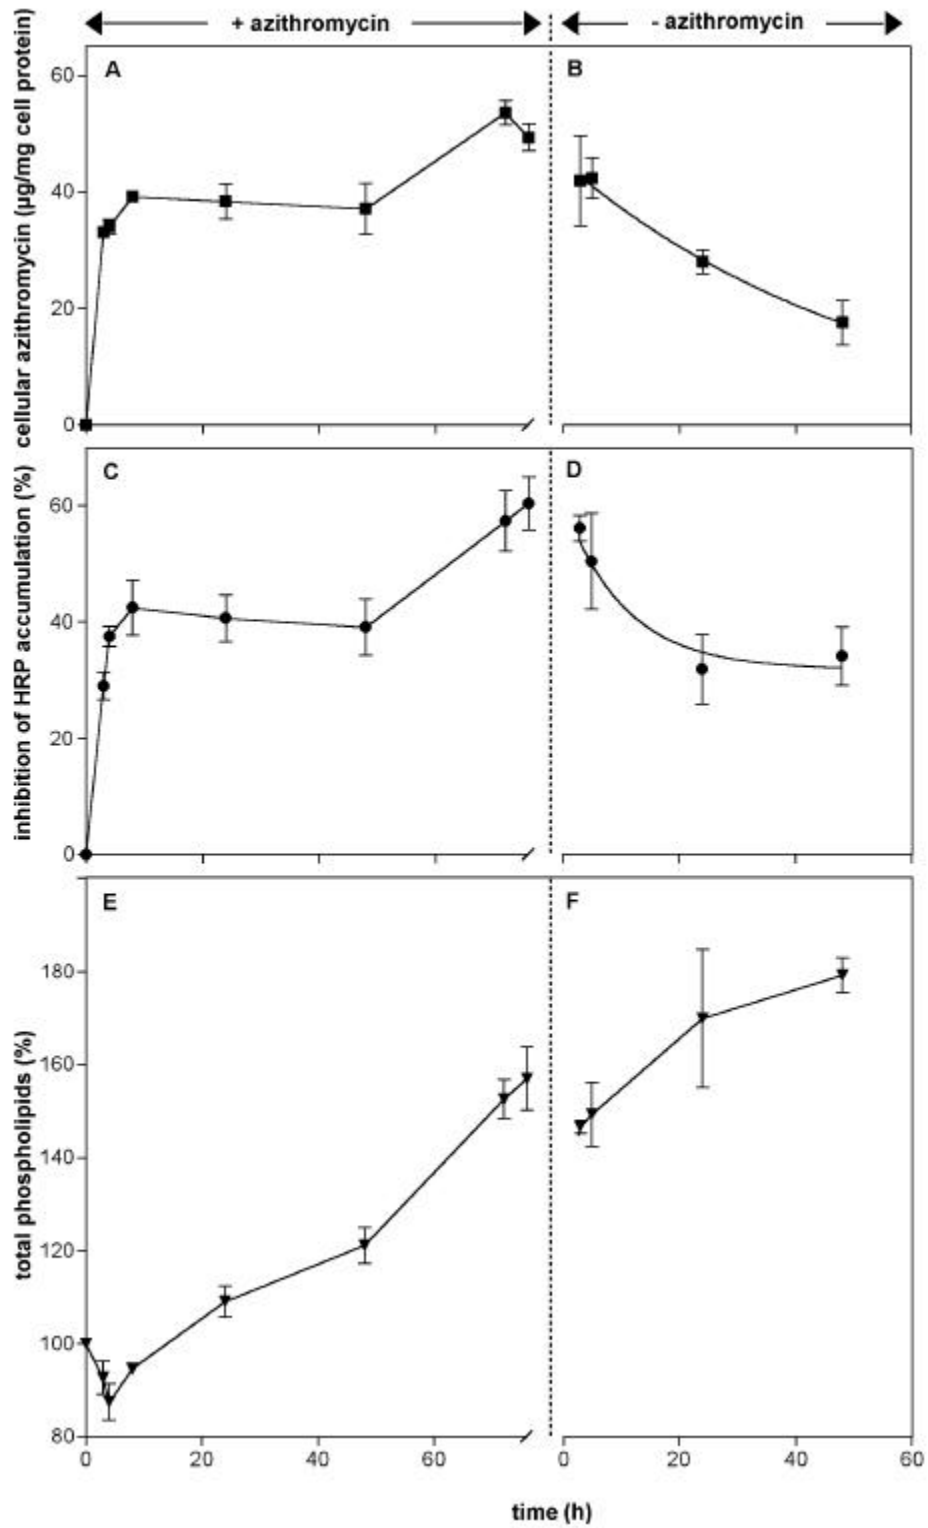 + azithromycin
- azithromycin
cellular azithromycin (µg/mg cell protein)
A
B
60
40
20
0
inhibition of HRP accumulation (%)
C
D
60
40
20
0
total phospholipids (%)
E
F
180
160
140
120
100
80
0 20 40 60
0 20 40 60
time (h)